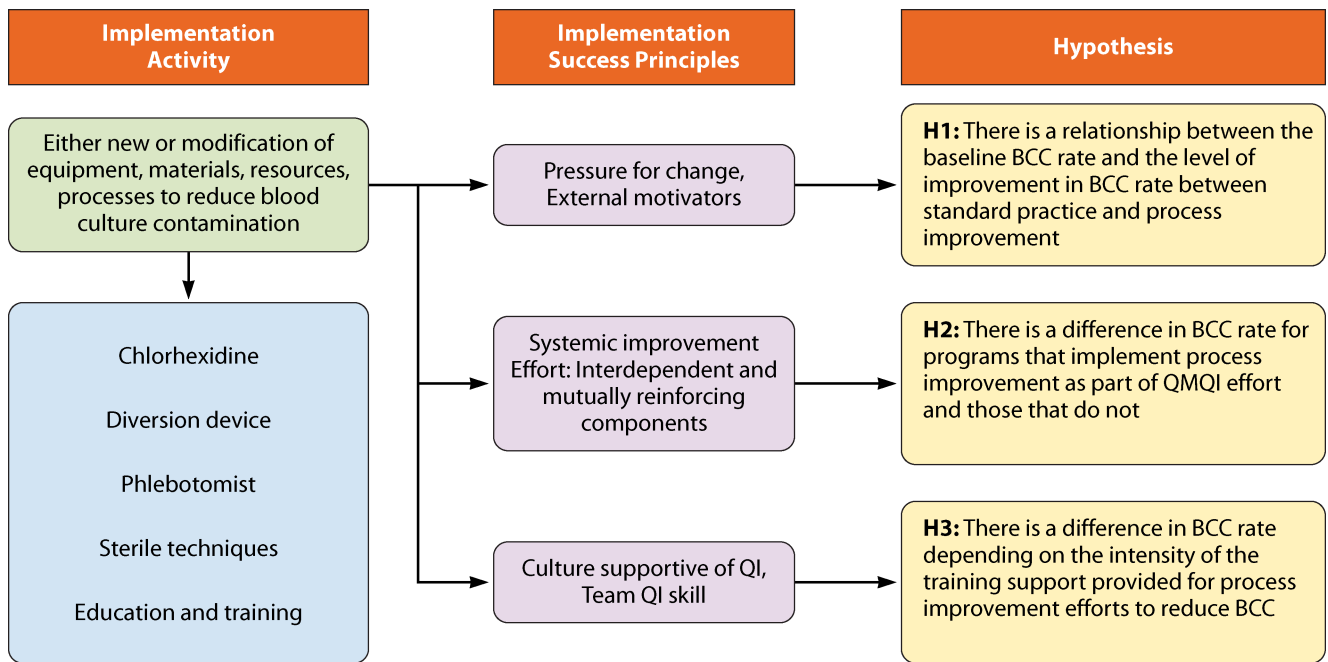 Implementation
Activity
Implementation
Success Principles
Hypothesis
Either new or modification of
equipment, materials, resources,
processes to reduce blood
culture contamination
Chlorhexidine
Diversion device
Phlebotomist
Sterile techniques
Education and training
Pressure for change,
External motivators
Systemic improvement
Effort: Interdependent and
mutually reinforcing
components
Culture supportive of QI,
Team QI skill
H1: There is a relationship between the
baseline BCC rate and the level of
improvement in BCC rate between
standard practice and process
improvement
H2: There is a difference in BCC rate for
programs that implement process
improvement as part of QMQI effort
and those that do not
H3: There is a difference in BCC rate
depending on the intensity of the
training support provided for process
improvement efforts to reduce BCC